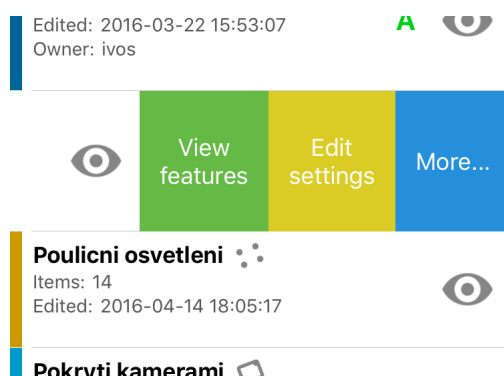 Edited: 2016-03-22 15:53:07
A
Owner: ivos
View features
Edit settings
More...
Poulicni osvetleni
Items: 14
Edited: 2016-04-14 18:05:17
Pokryti kamerami